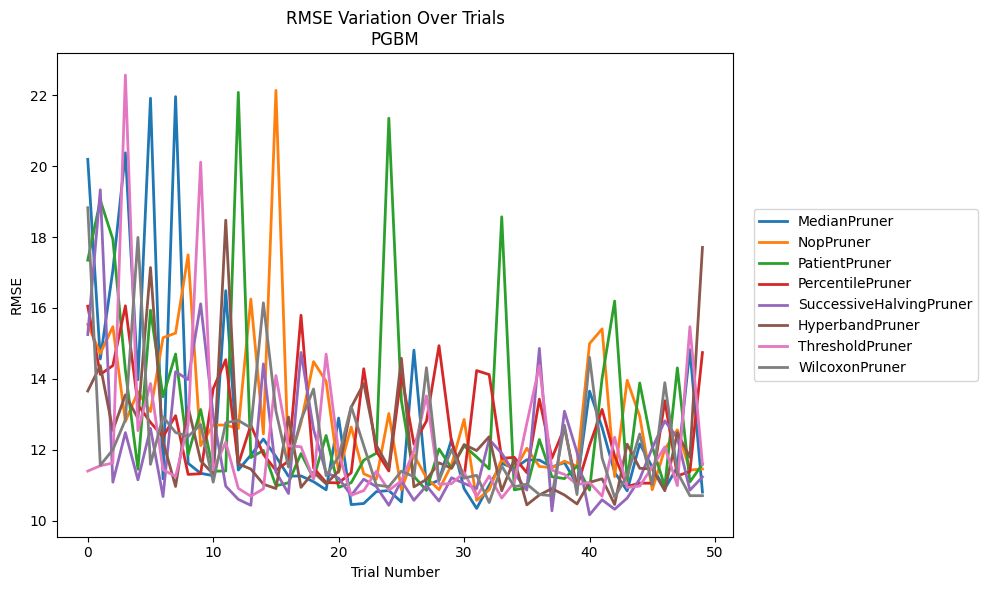 RMSE Variation Over Trials
PGBM
RMSE
22
20
18
16
14
12
10
0
10
20
30
40
50
Trial Number
MedianPruner
NopPruner
PatientPruner
PercentilePruner
SuccessiveHalvingPruner
HyperbandPruner
ThresholdPruner
WilcoxonPruner